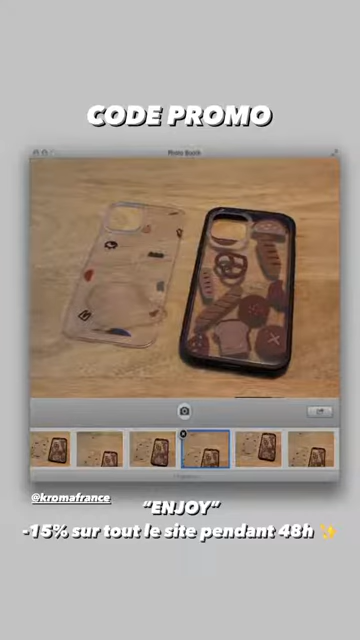 CODE PROMO
Photo Booth
@kromafrance
“ENJOY”
-15% sur tout le site pendant 48h ✨